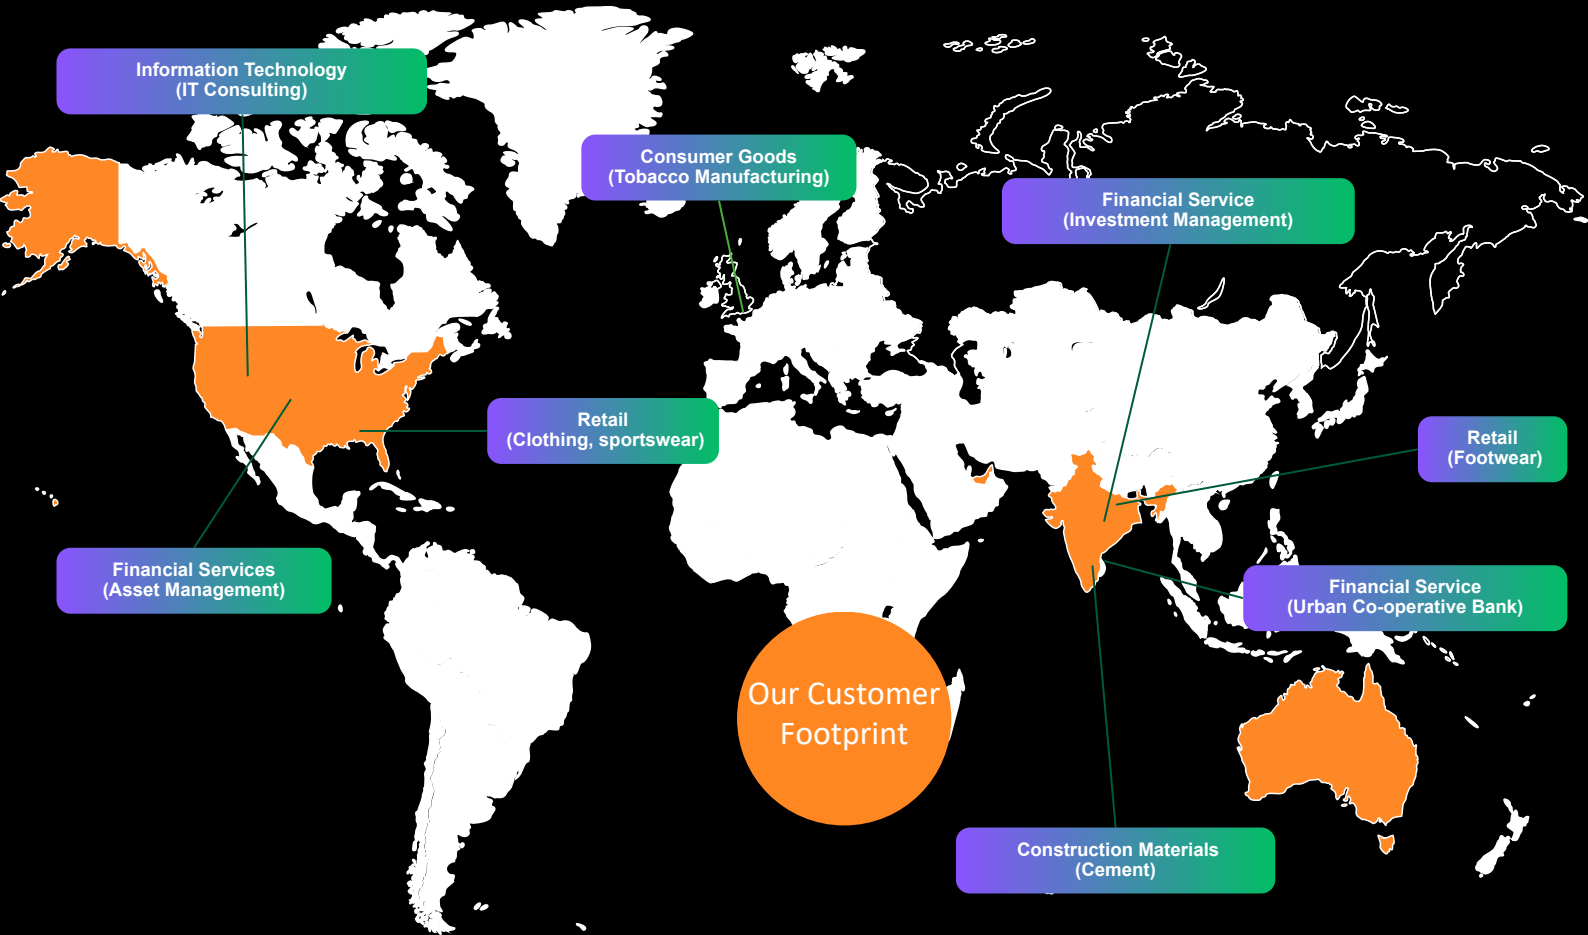 Information Technology
(IT Consulting)
Consumer Goods
(Tobacco Manufacturing)
Financial Service
(Investment Management)
Retail
(Clothing, sportswear)
Retail
(Footwear)
Financial Services
(Asset Management)
Financial Service
(Urban Co-operative Bank)
Our Customer
Footprint
Construction Materials
(Cement)